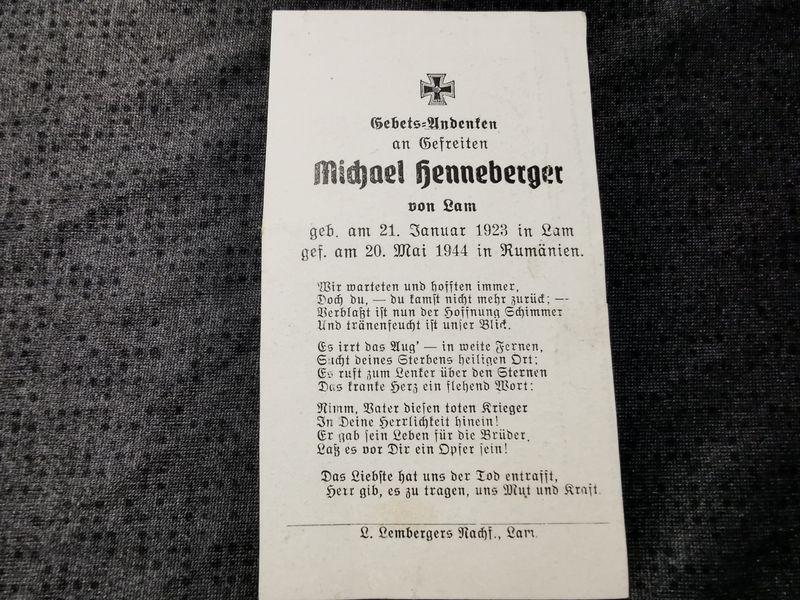 Gebets=Andenken
an Gefreiten
Michael Henneberger
von Lam
geb. am 21. Januar 1923 in Lam
gef. am 20. Mai 1944 in Rumänien.
Wir warteten und hofften immer,
Doch du, — du kamst nicht mehr zurück; —
Verblaßt ist nun der Hoffnung Schimmer
Und tränenfeucht ist unser Blick.
Es irrt das Aug' — in weite Fernen,
Sucht deines Sterbens heiligen Ort;
Es ruft zum Lenker über den Sternen
Das kranke Herz ein flehend Wort:
Nimm, Vater diesen toten Krieger
In Deine Herrlichkeit hinein!
Er gab sein Leben für die Brüder,
Laß es vor Dir ein Opfer sein!
Das Liebste hat uns der Tod entrafft,
Herr gib, es zu tragen, uns Mut und Kraft.
L. Lembergers Nachf., Lam.